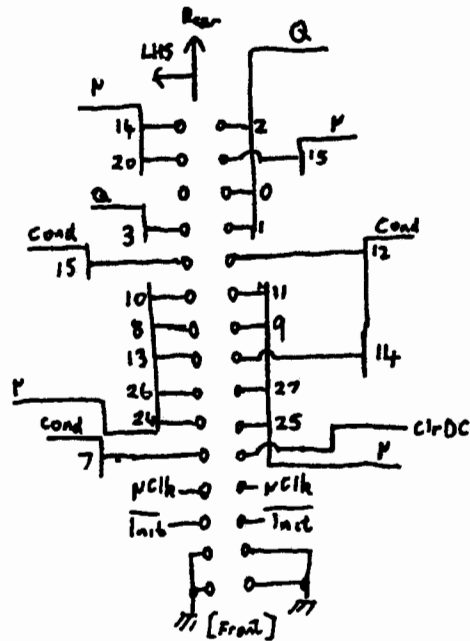 Rear
LHS
Q
μ
14 2 μ
20 15
0
Q
3 1
Cond Cond
15 12
10 11
8 9
13 14
26 27
μ
24 25 ClrDC
Cond
7 μ
μClk μClk
Init Init
[Front]